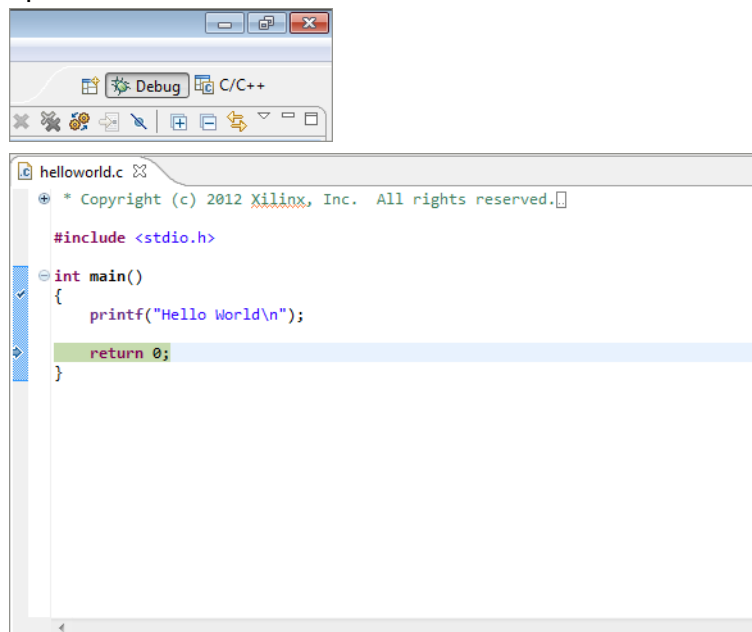 Debug C/C++
helloworld.c
* Copyright (c) 2012 Xilinx, Inc.  All rights reserved.
#include <stdio.h>
int main()
{
    printf("Hello World\n");
    return 0;
}